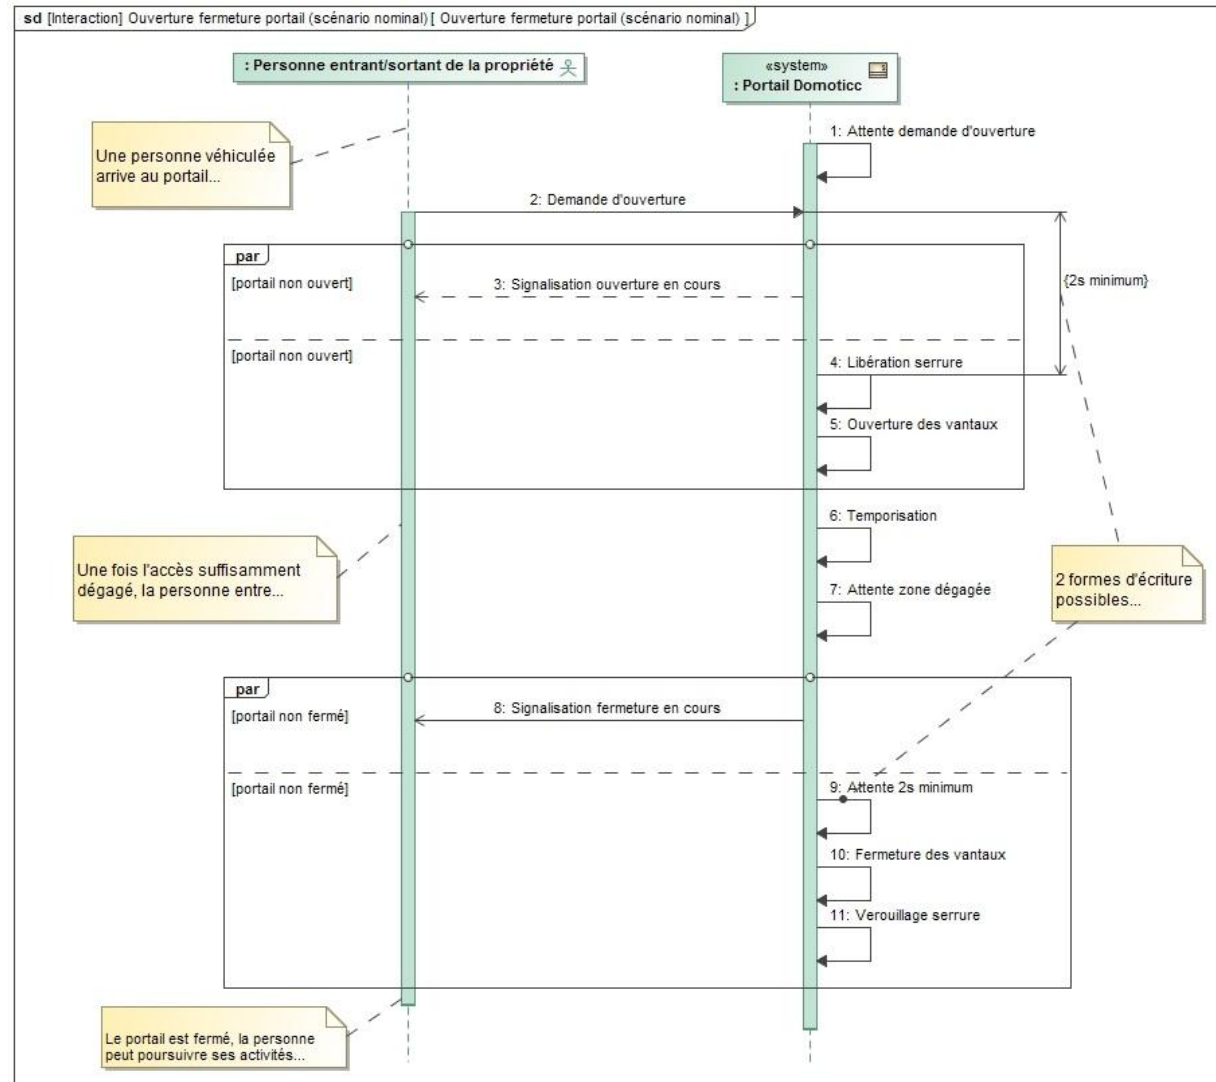 sd [Interaction] Ouverture fermeture portail (scénario nominal) [ Ouverture fermeture portail (scénario nominal) ]
: Personne entrant/sortant de la propriété
«system»
: Portail Domoticc
Une personne véhiculée
arrive au portail...
1: Attente demande d'ouverture
2: Demande d'ouverture
par
[portail non ouvert]
3: Signalisation ouverture en cours
{2s minimum}
[portail non ouvert]
4: Libération serrure
5: Ouverture des vantaux
6: Temporisation
Une fois l'accès suffisamment
dégagé, la personne entre...
7: Attente zone dégagée
2 formes d'écriture
possibles...
par
[portail non fermé]
8: Signalisation fermeture en cours
[portail non fermé]
9: Attente 2s minimum
10: Fermeture des vantaux
11: Verouillage serrure
Le portail est fermé, la personne
peut poursuivre ses activités...